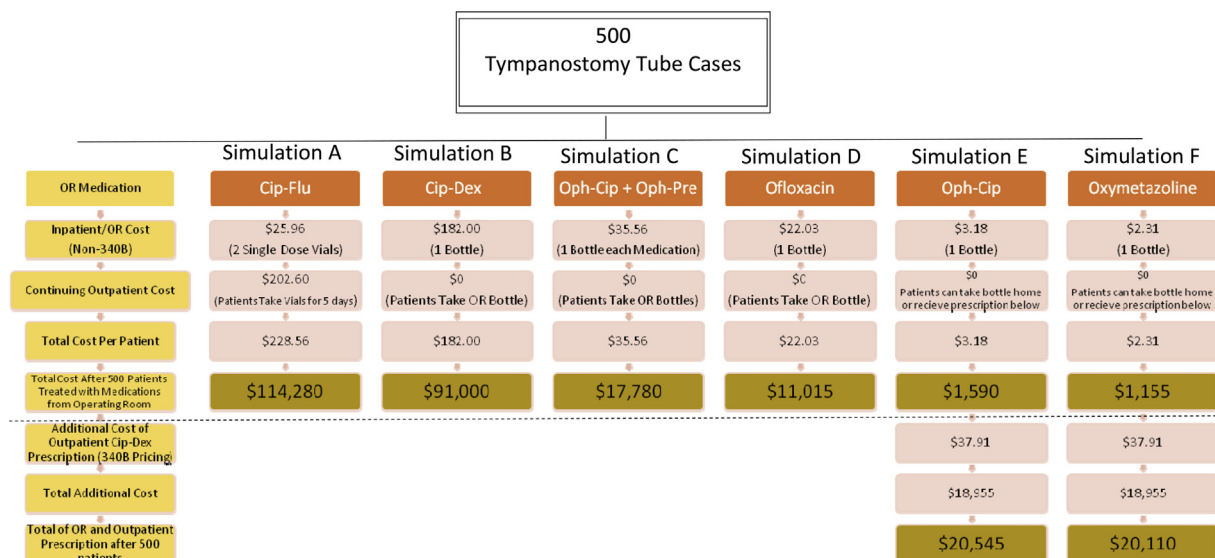 500
Tympanostomy Tube Cases
Simulation A
Simulation B
Simulation C
Simulation D
Simulation E
Simulation F
OR Medication
Cip-Flu
Cip-Dex
Oph-Cip + Oph-Pre
Ofloxacin
Oph-Cip
Oxymetazoline
Inpatient/OR Cost
(Non-340B)
$25.96
(2 Single Dose Vials)
$182.00
(1 Bottle)
$35.56
(1 Bottle each Medication)
$22.03
(1 Bottle)
$3.18
(1 Bottle)
$2.31
(1 Bottle)
Continuing Outpatient Cost
$202.60
(Patients Take Vials for 5 days)
$0
(Patients Take OR Bottle)
$0
(Patients Take OR Bottles)
$0
(Patients Take OR Bottle)
$0
Patients can take bottle home
or recieve prescription below
$0
Patients can take bottle home
or recieve prescription below
Total Cost Per Patient
$228.56
$182.00
$35.56
$22.03
$3.18
$2.31
Total Cost After 500 Patients
Treated with Medications
from Operating Room
$114,280
$91,000
$17,780
$11,015
$1,590
$1,155
Additional Cost of
Outpatient Cip-Dex
Prescription (340B Pricing)
$37.91
$37.91
Total Additional Cost
$18,955
$18,955
Total of OR and Outpatient
Prescription after 500
patients
$20,545
$20,110